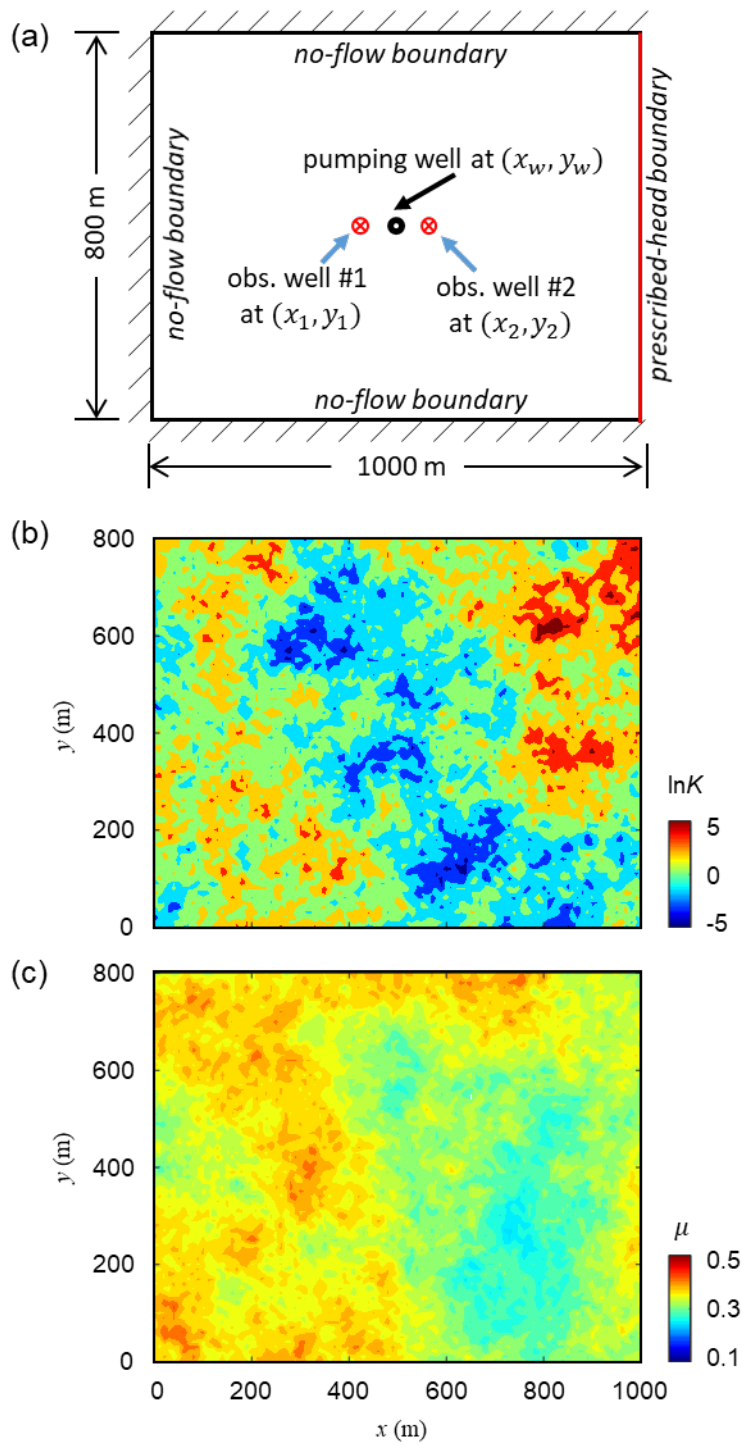 (a)
no-flow boundary
800 m
no-flow boundary
pumping well at (x_w, y_w)
prescribed-head boundary
obs. well #1
at (x_1, y_1)
obs. well #2
at (x_2, y_2)
no-flow boundary
1000 m
(b)
800
600
400
200
0
y (m)
lnK
5
0
-5
(c)
800
600
400
200
0
y (m)
μ
0.5
0.3
0.1
0 200 400 600 800 1000
x (m)